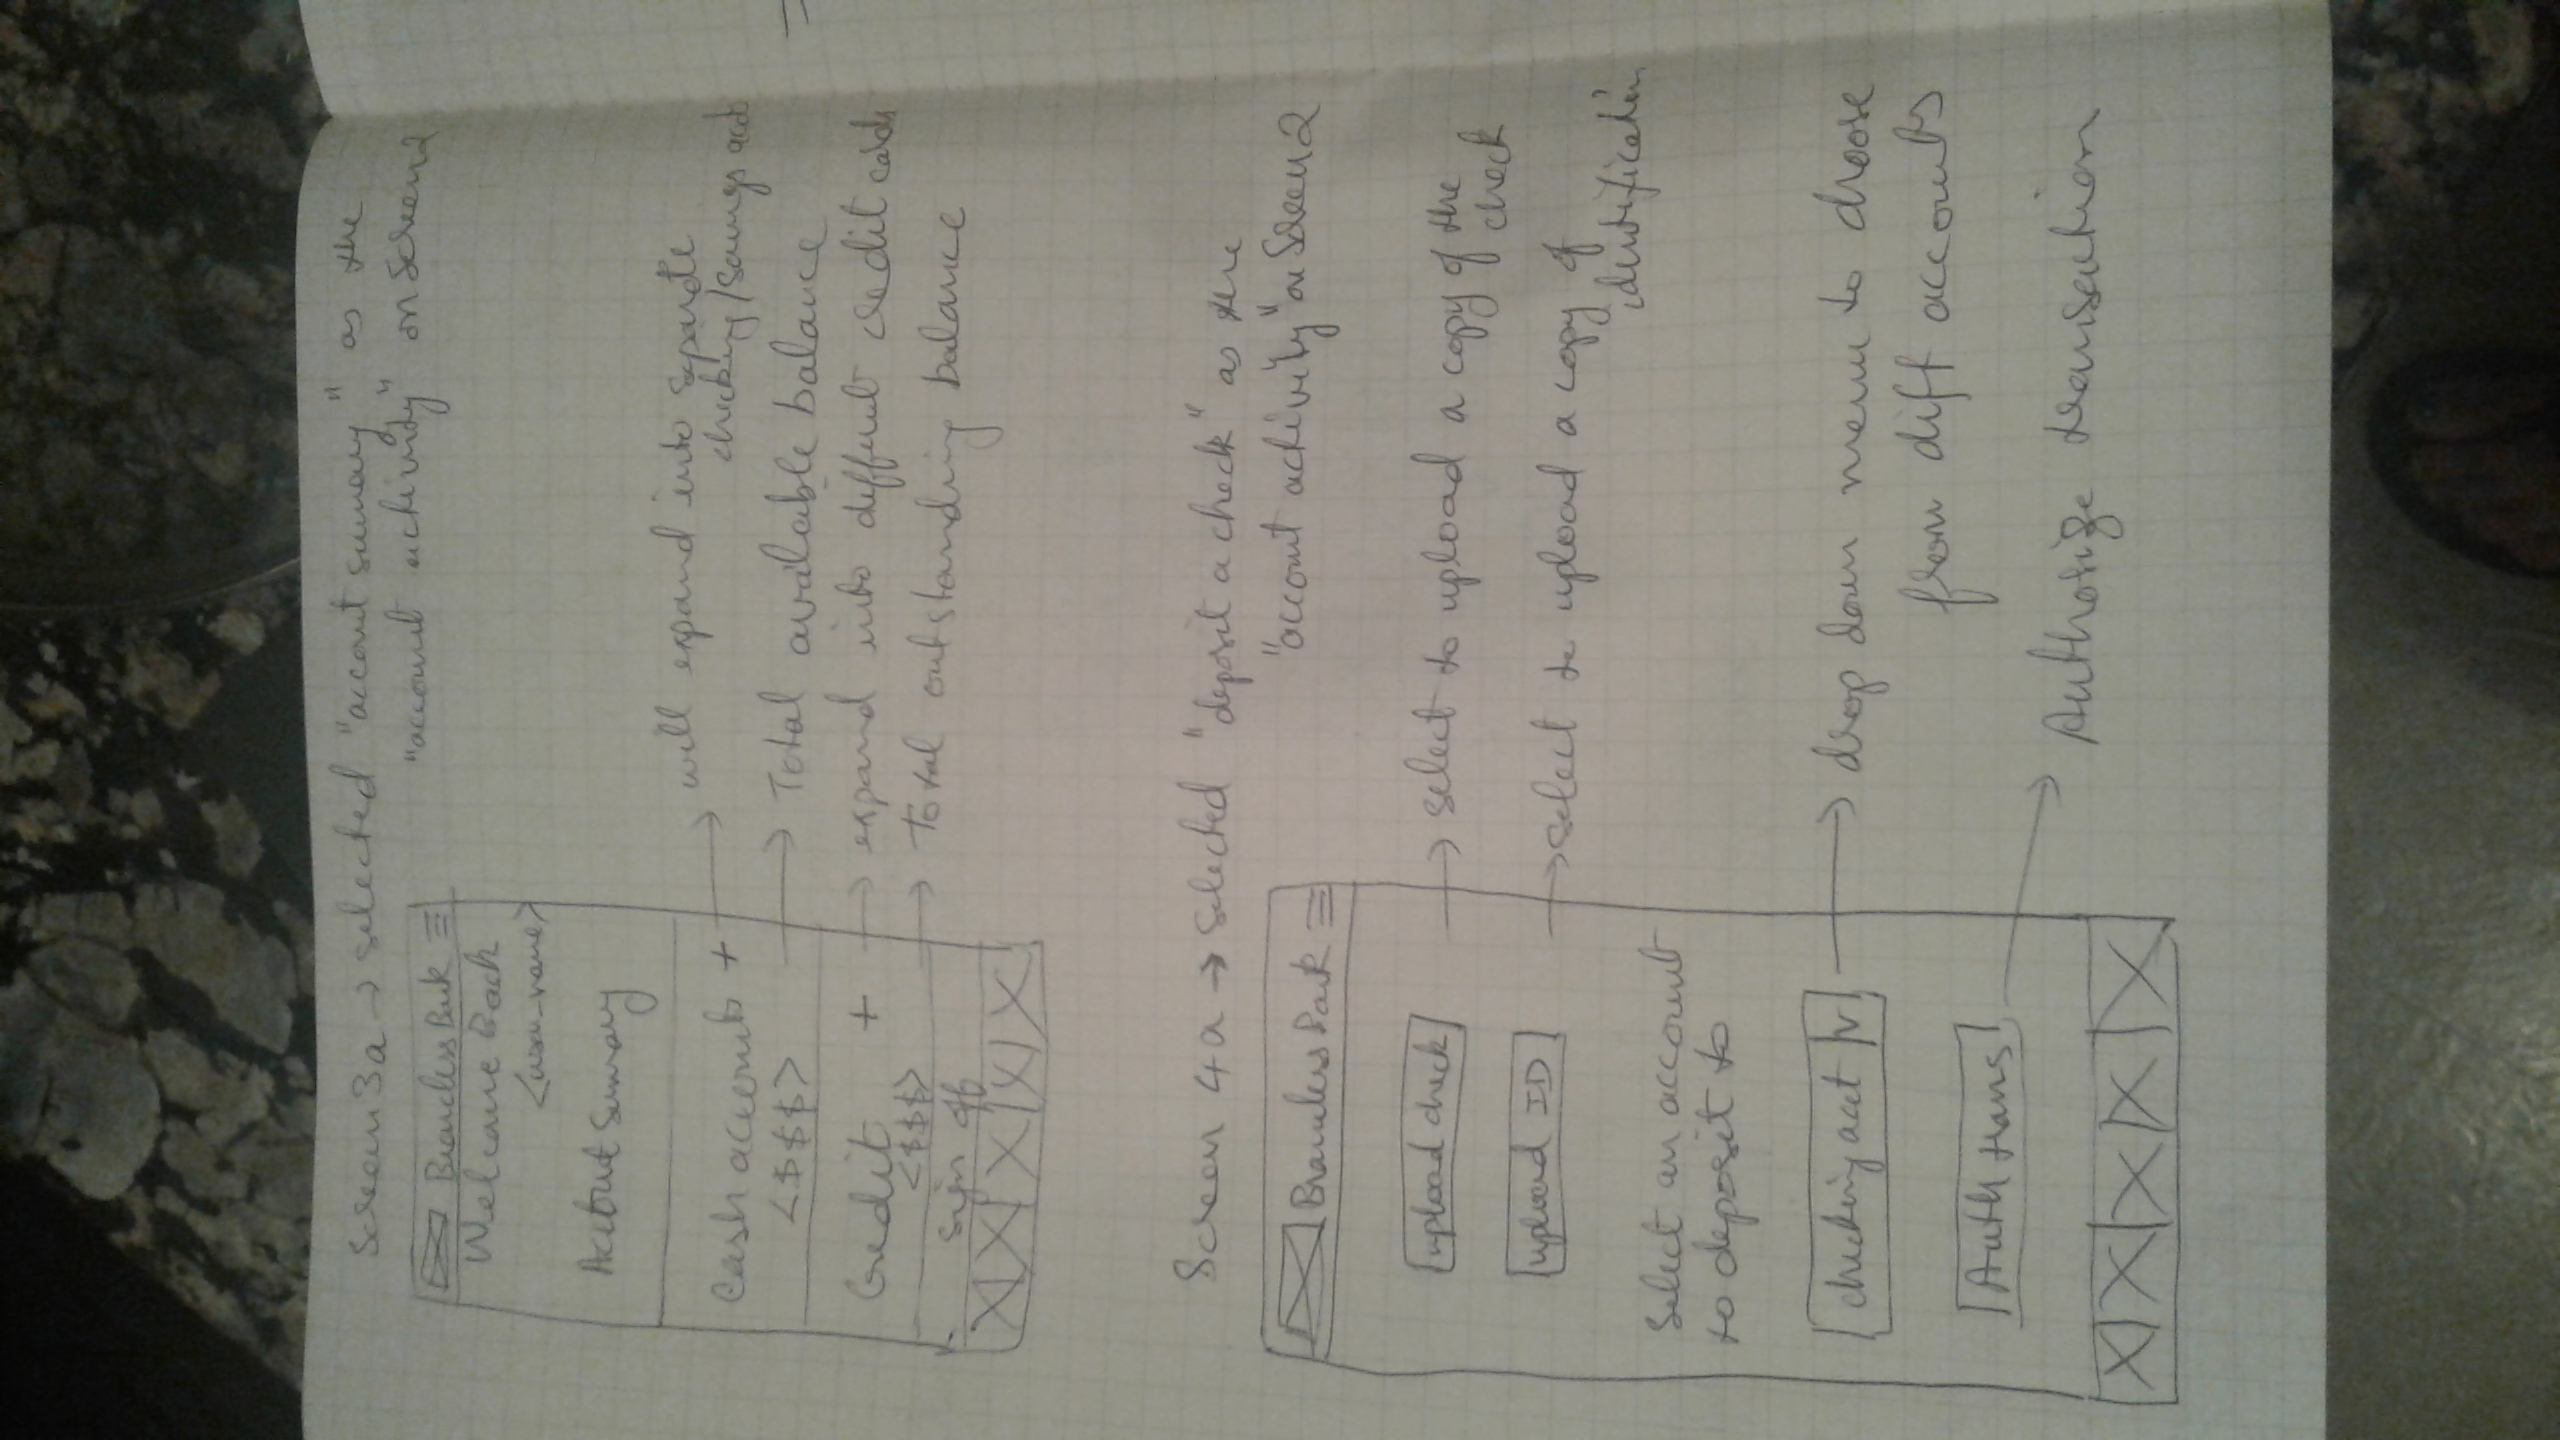 Screen 3a → selected "account summary" as the
"account activity" on Screen 2
Branchless Bank
Welcome Back
<user_name>
Account Summary
Cash accounts +
will expand into separate
checking/savings accts
<$$$>
Total available balance
Credit +
expand into different credit cards
<$$$>
Total outstanding balance
Sign off
Screen 4a → selected "deposit a check" as the
"account activity" on Screen 2
Branchless Bank
upload check
select to upload a copy of the
check
upload ID
select to upload a copy of
identification
Select an account
to deposit to
checking acct
drop down menu to choose
from diff accounts
Auth trans
Authorize transaction